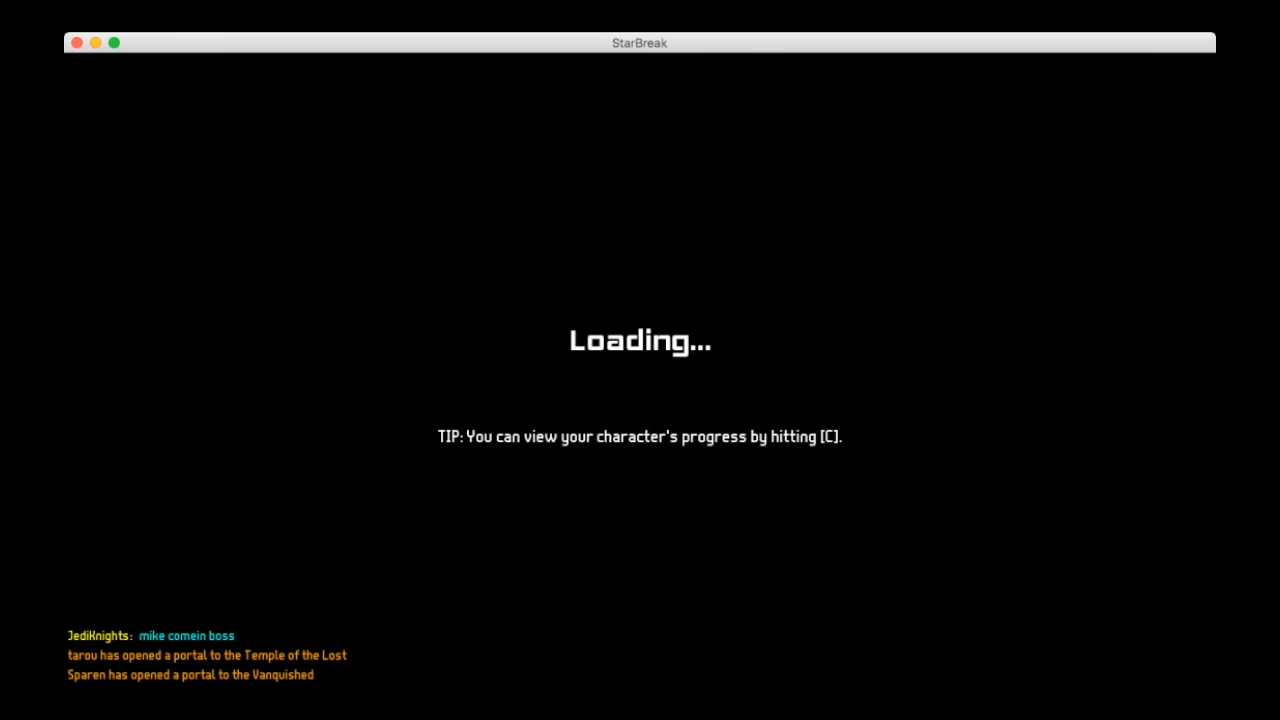 StarBreak
Loading...
TIP: You can view your character's progress by hitting [C].
JediKnights: mike comein boss
tarou has opened a portal to the Temple of the Lost
Sparen has opened a portal to the Vanquished